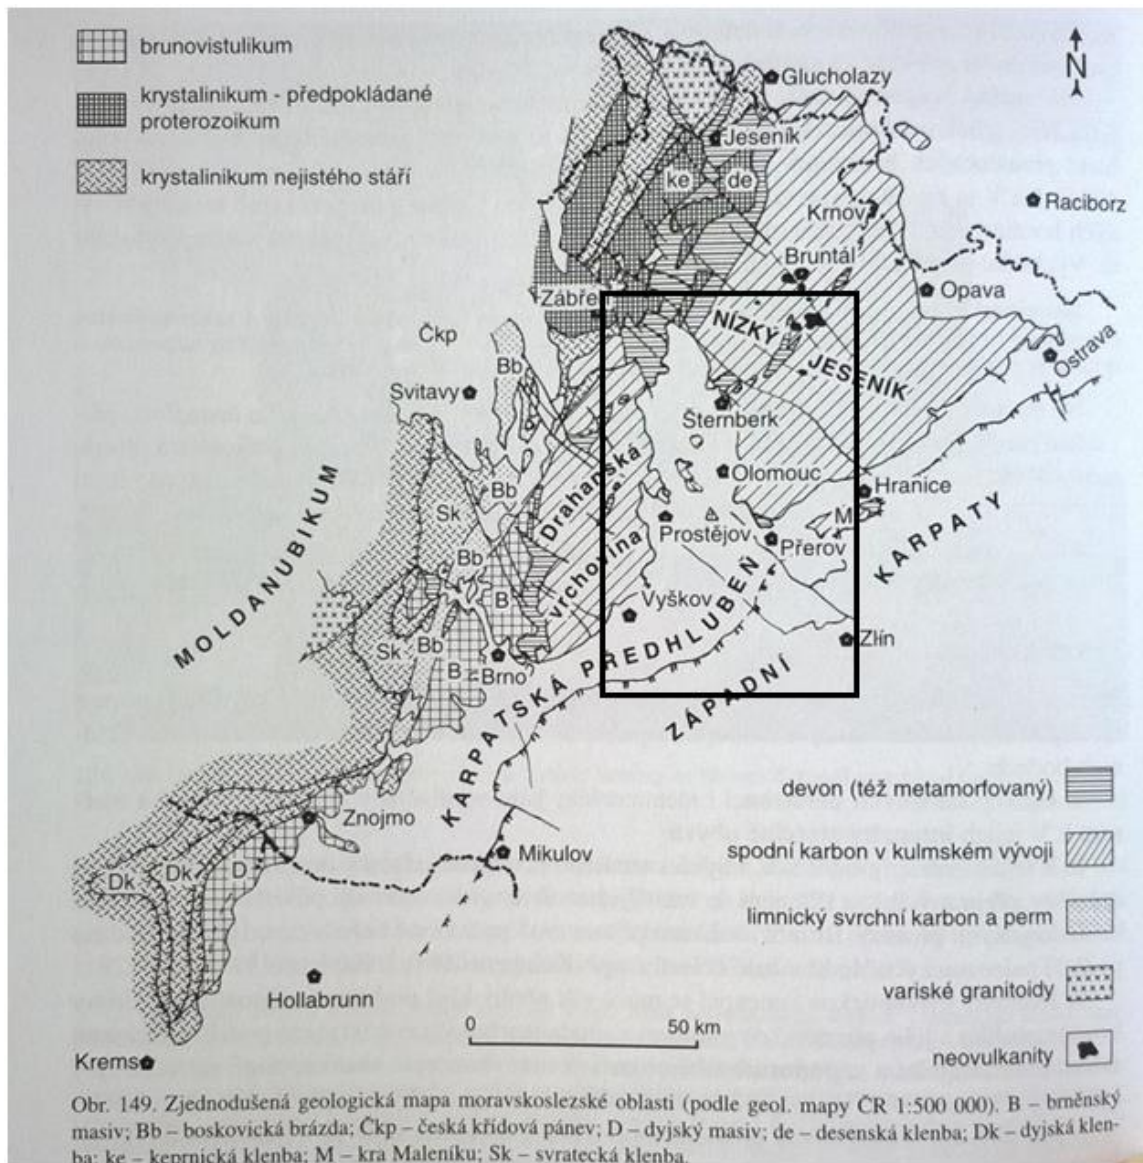 brunovistulikum
krystalinikum - předpokládané
proterozoikum
krystalinikum nejistého stáří
N
Glucholazy
Jeseník
ke
de
Raciborz
Krnov
Bruntál
Opava
Zábře
Čkp
NÍZKÝ
JESENÍK
Ostrava
Bb
Svitavy
Šternberk
Olomouc
Hranice
MOLDANUBIKUM
Sk
Bb
Drahanská
vrchovina
Prostějov
M
Přerov
KARPATY
Bb
B
Vyškov
Zlín
Sk
Bb
B
Brno
KARPATSKÁ PŘEDHLUBEŇ
ZÁPADNÍ
devon (též metamorfovaný)
Znojmo
Mikulov
spodní karbon v kulmském vývoji
Dk
Dk
D
limnický svrchní karbon a perm
Hollabrunn
variské granitoidy
0
50 km
neovulkanity
Krems
Obr. 149. Zjednodušená geologická mapa moravskoslezské oblasti (podle geol. mapy ČR 1:500 000). B – brněnský
masiv; Bb – boskovická brázda; Čkp – česká křídová pánev; D – dyjský masiv; de – desenská klenba; Dk – dyjská klen-
ba; ke – keprnická klenba; M – kra Maleníku; Sk – svratecká klenba.